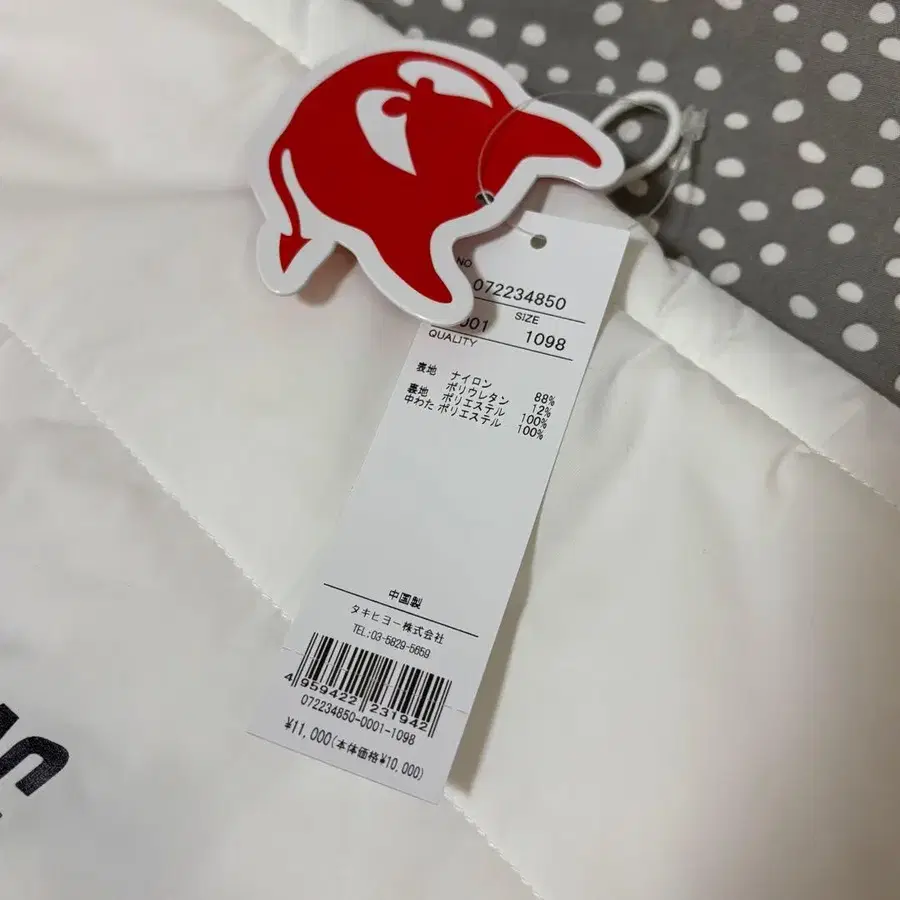 NO
072234850
001 SIZE
QUALITY 1098
表地 ナイロン 88%
ポリウレタン 12%
裏地 ポリエステル 100%
中わた ポリエステル 100%
中国製
タキヒヨー株式会社
TEL:03-5829-5659
4 959422 231942
072234850-0001-1098
¥11,000(本体価格¥10,000)